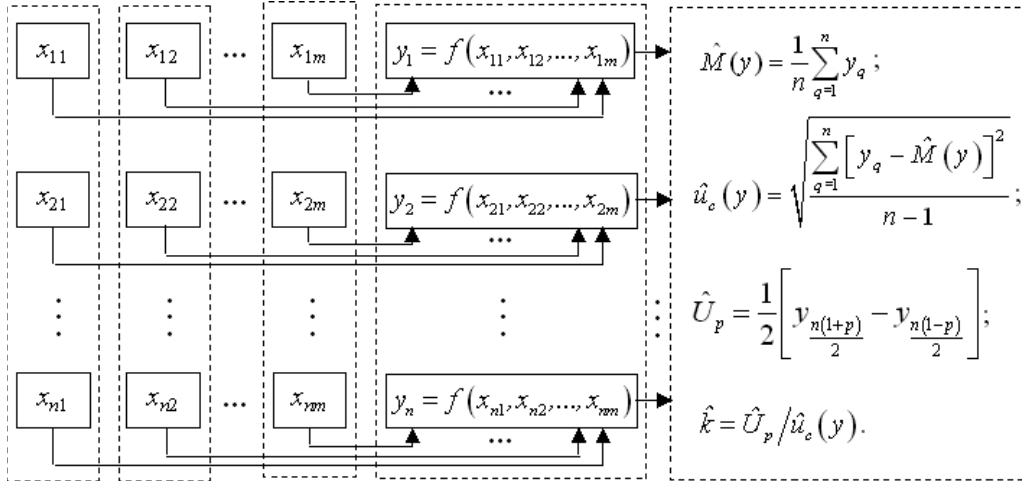 x₁₁ x₁₂ ... x₁ₘ y₁ = f(x₁₁, x₁₂,..., x₁ₘ)
...
M̂(y) = 1/n ∑_{q=1}^{n} y_q ;
x₂₁ x₂₂ ... x₂ₘ y₂ = f(x₂₁, x₂₂,..., x₂ₘ)
...
û_c(y) = √(∑_{q=1}^{n} [y_q − M̂(y)]² / (n − 1)) ;
⋮ ⋮ ⋮ ⋮ ⋮
Û_p = 1/2 [y_{n(1+p)/2} − y_{n(1−p)/2}];
xₙ₁ xₙ₂ ... xₙₘ yₙ = f(xₙ₁, xₙ₂,..., xₙₘ)
...
k̂ = Û_p / û_c(y).